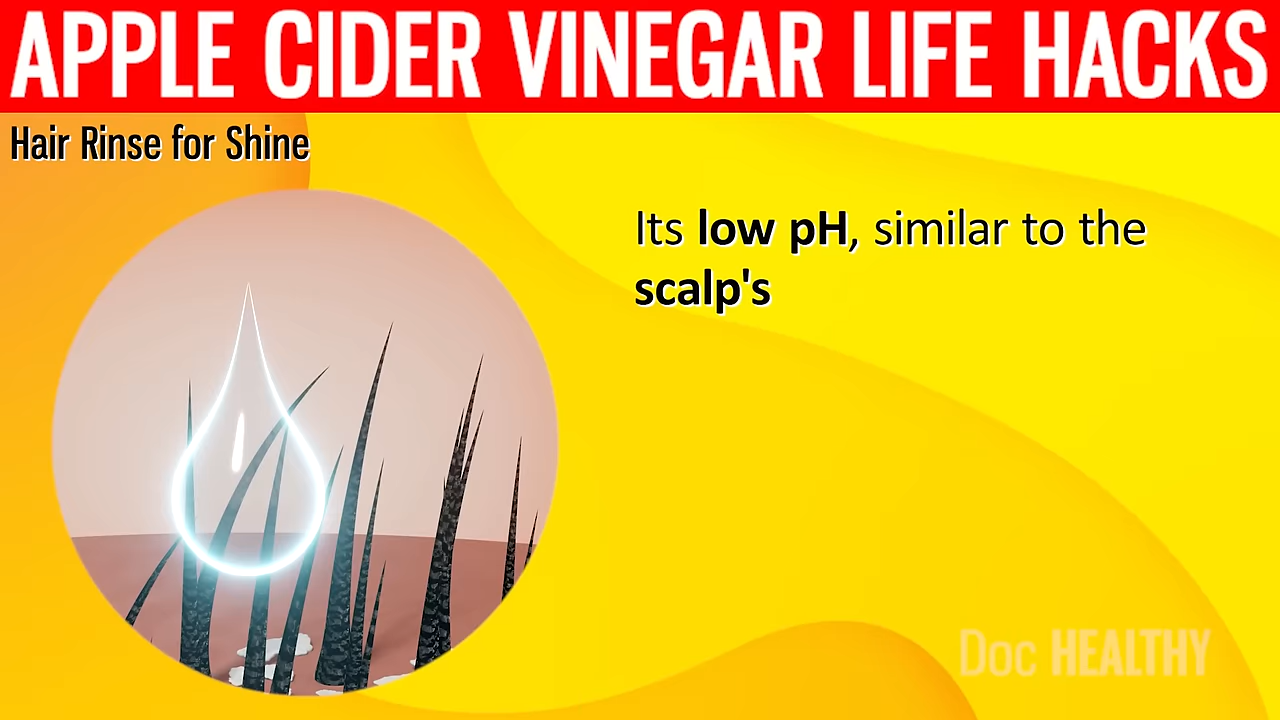 APPLE CIDER VINEGAR LIFE HACKS
Hair Rinse for Shine
Its low pH, similar to the
scalp's
Doc HEALTHY